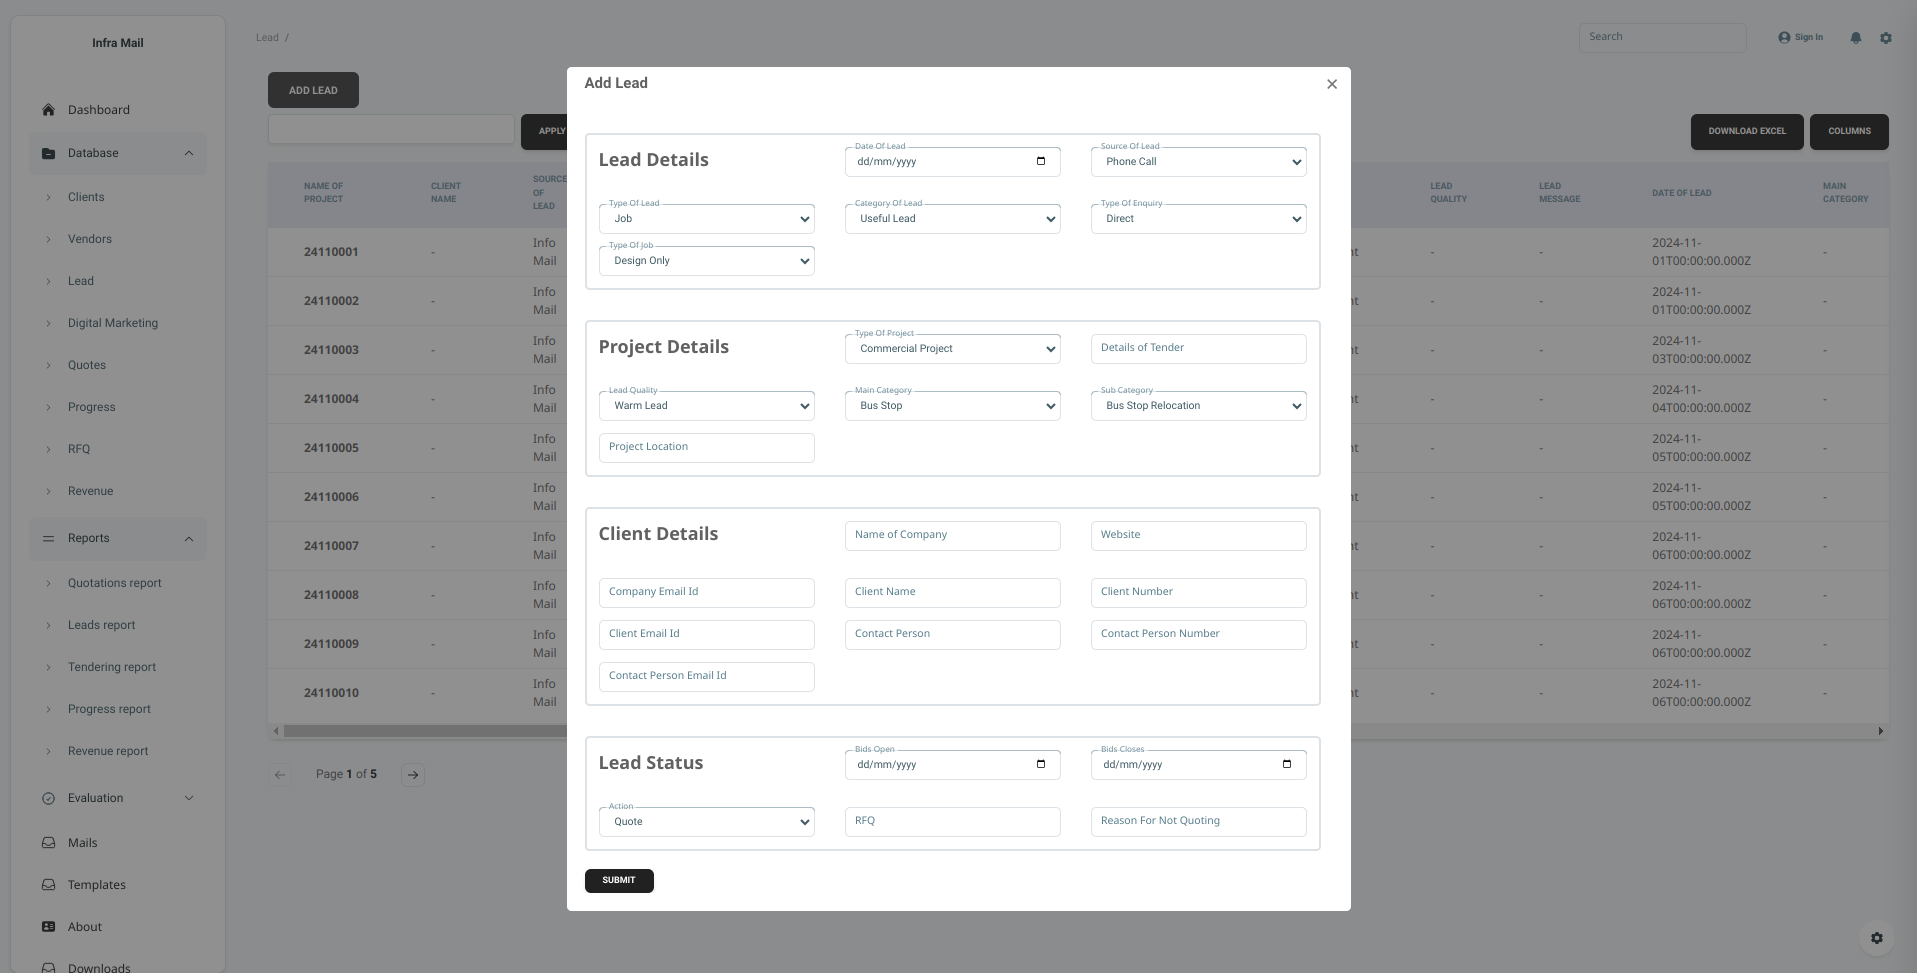 Infra Mail
Lead /
Search
Sign In
Dashboard
Database
Clients
Vendors
Lead
Digital Marketing
Quotes
Progress
RFQ
Revenue
Reports
Quotations report
Leads report
Tendering report
Progress report
Revenue report
Evaluation
Mails
Templates
About
Downloads
ADD LEAD
APPLY
DOWNLOAD EXCEL
COLUMNS
NAME OF PROJECT
CLIENT NAME
SOURCE OF LEAD
LEAD QUALITY
LEAD MESSAGE
DATE OF LEAD
MAIN CATEGORY
24110001 - Info Mail nt - - 2024-11-01T00:00:00.000Z -
24110002 - Info Mail nt - - 2024-11-01T00:00:00.000Z -
24110003 - Info Mail nt - - 2024-11-03T00:00:00.000Z -
24110004 - Info Mail nt - - 2024-11-04T00:00:00.000Z -
24110005 - Info Mail nt - - 2024-11-05T00:00:00.000Z -
24110006 - Info Mail nt - - 2024-11-05T00:00:00.000Z -
24110007 - Info Mail nt - - 2024-11-06T00:00:00.000Z -
24110008 - Info Mail nt - - 2024-11-06T00:00:00.000Z -
24110009 - Info Mail nt - - 2024-11-06T00:00:00.000Z -
24110010 - Info Mail nt - - 2024-11-06T00:00:00.000Z -
Page 1 of 5
Add Lead
Lead Details
Date Of Lead
dd/mm/yyyy
Source Of Lead
Phone Call
Type Of Lead
Job
Category Of Lead
Useful Lead
Type Of Enquiry
Direct
Type Of Job
Design Only
Project Details
Type Of Project
Commercial Project
Details of Tender
Lead Quality
Warm Lead
Main Category
Bus Stop
Sub Category
Bus Stop Relocation
Project Location
Client Details
Name of Company
Website
Company Email Id
Client Name
Client Number
Client Email Id
Contact Person
Contact Person Number
Contact Person Email Id
Lead Status
Bids Open
dd/mm/yyyy
Bids Closes
dd/mm/yyyy
Action
Quote
RFQ
Reason For Not Quoting
SUBMIT